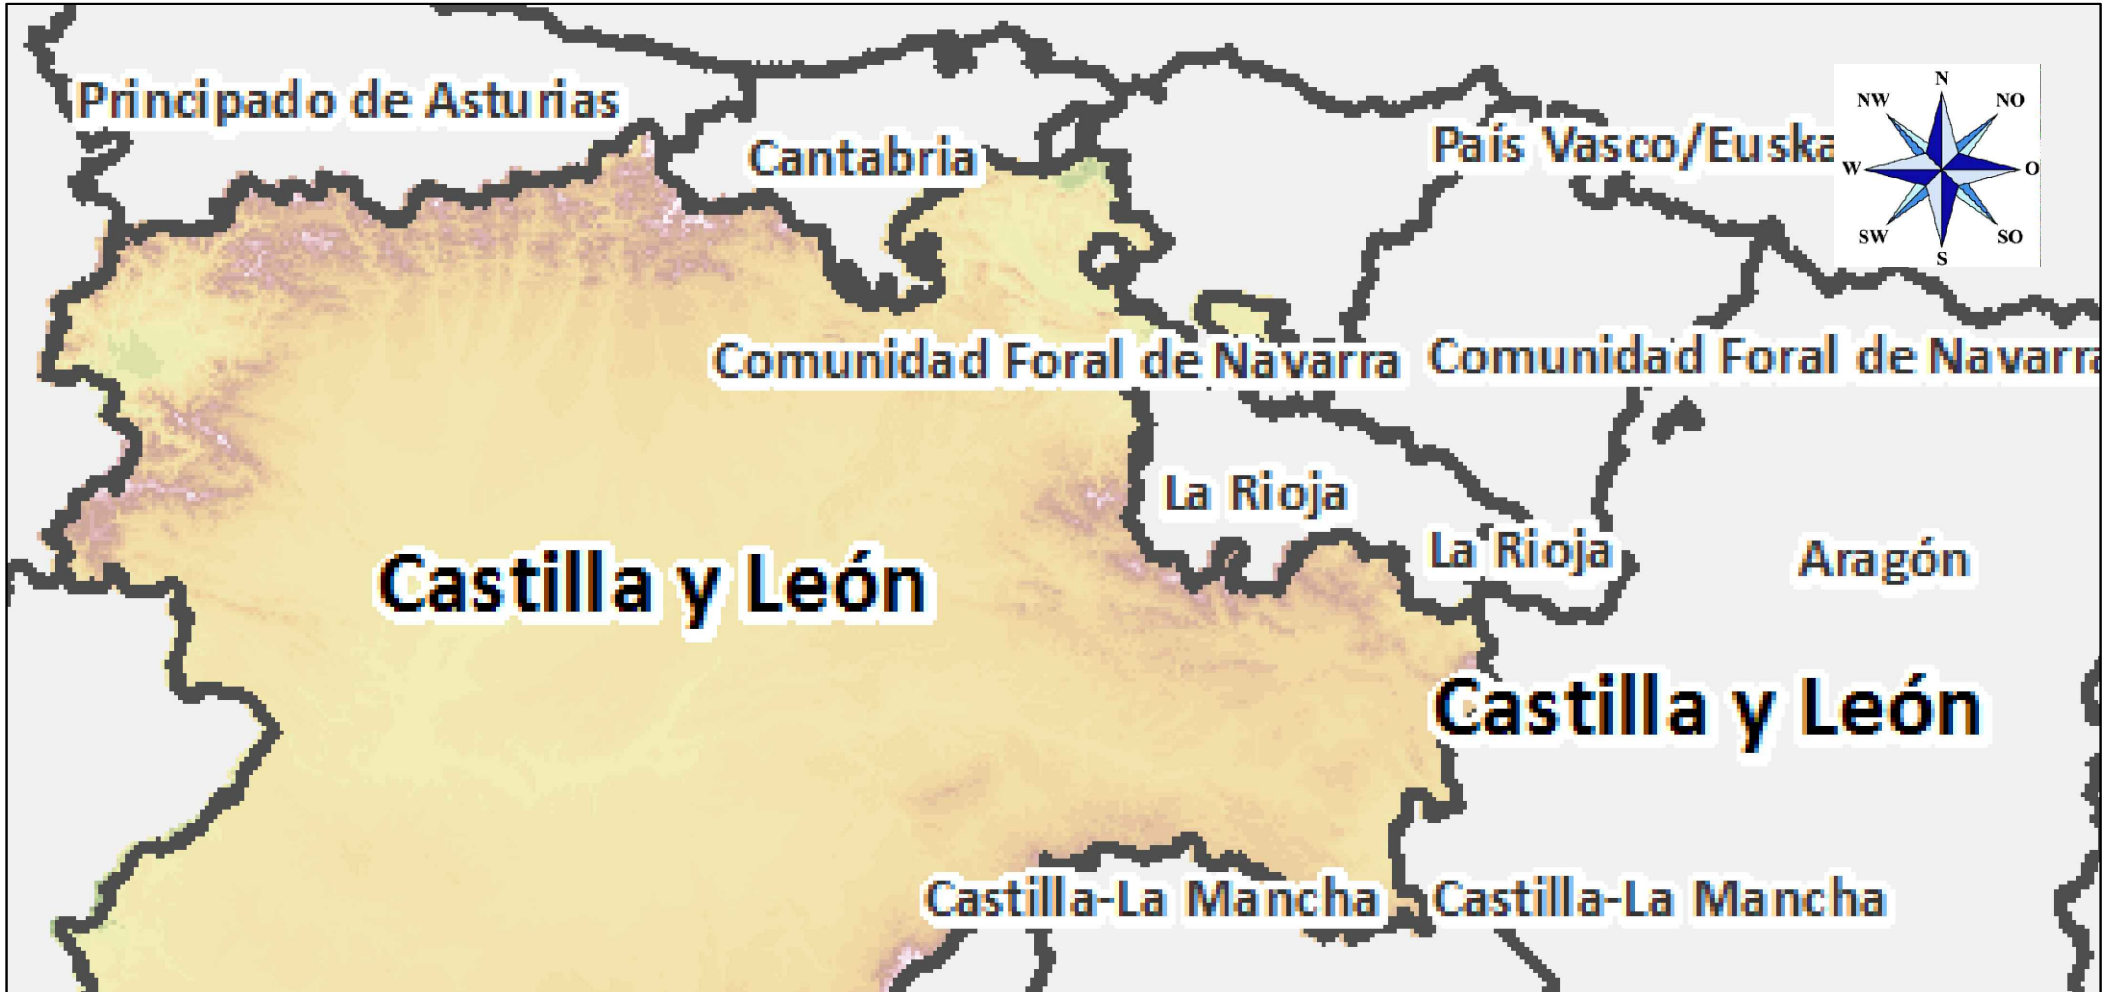 N
NW NO
Principado de Asturias
País Vasco/Euska
Cantabria
W O
SW SO
S
Comunidad Foral de Navarra
Comunidad Foral de Navarra
La Rioja
La Rioja
Aragón
Castilla y León
Castilla y León
Castilla-La Mancha
Castilla-La Mancha